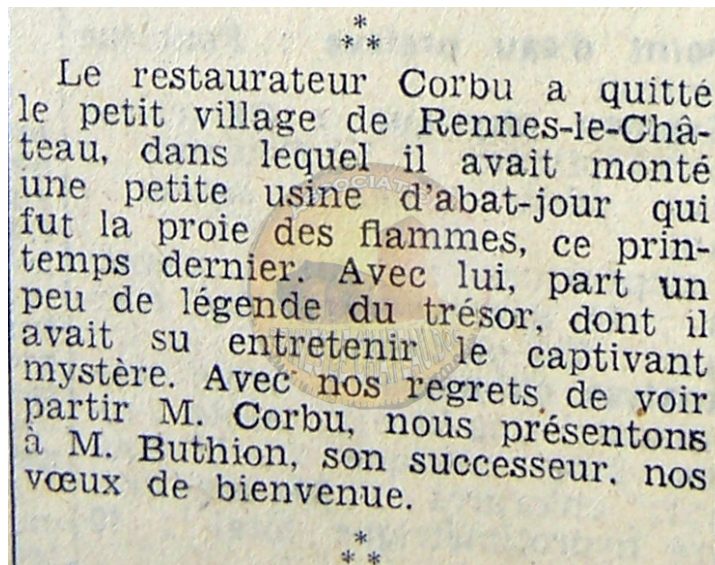 *
* *
Le restaurateur Corbu a quitté
le petit village de Rennes-le-Châ-
teau, dans lequel il avait monté
une petite usine d'abat-jour qui
fut la proie des flammes, ce prin-
temps dernier. Avec lui, part un
peu de légende du trésor, dont il
avait su entretenir le captivant
mystère. Avec nos regrets de voir
partir M. Corbu, nous présentons
à M. Buthion, son successeur, nos
vœux de bienvenue.
*
* *